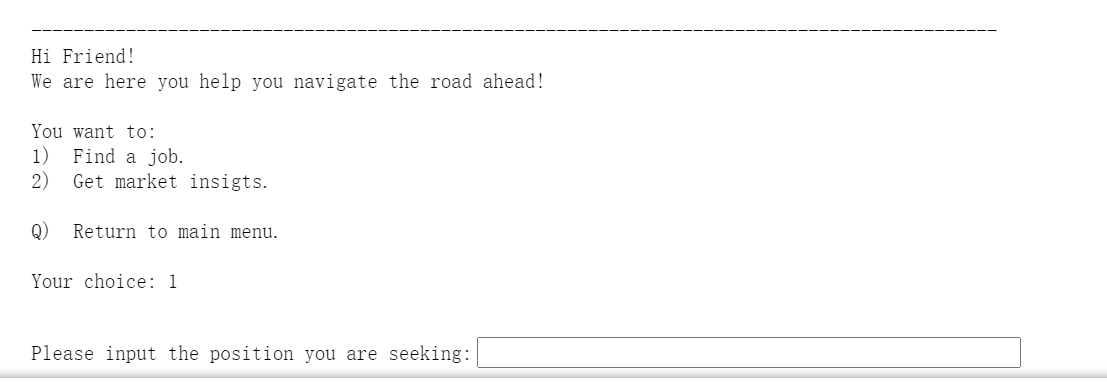 --------------------------------------------------------------------------------------------
Hi Friend!
We are here you help you navigate the road ahead!
You want to:
1)  Find a job.
2)  Get market insigts.
Q)  Return to main menu.
Your choice: 1
Please input the position you are seeking: